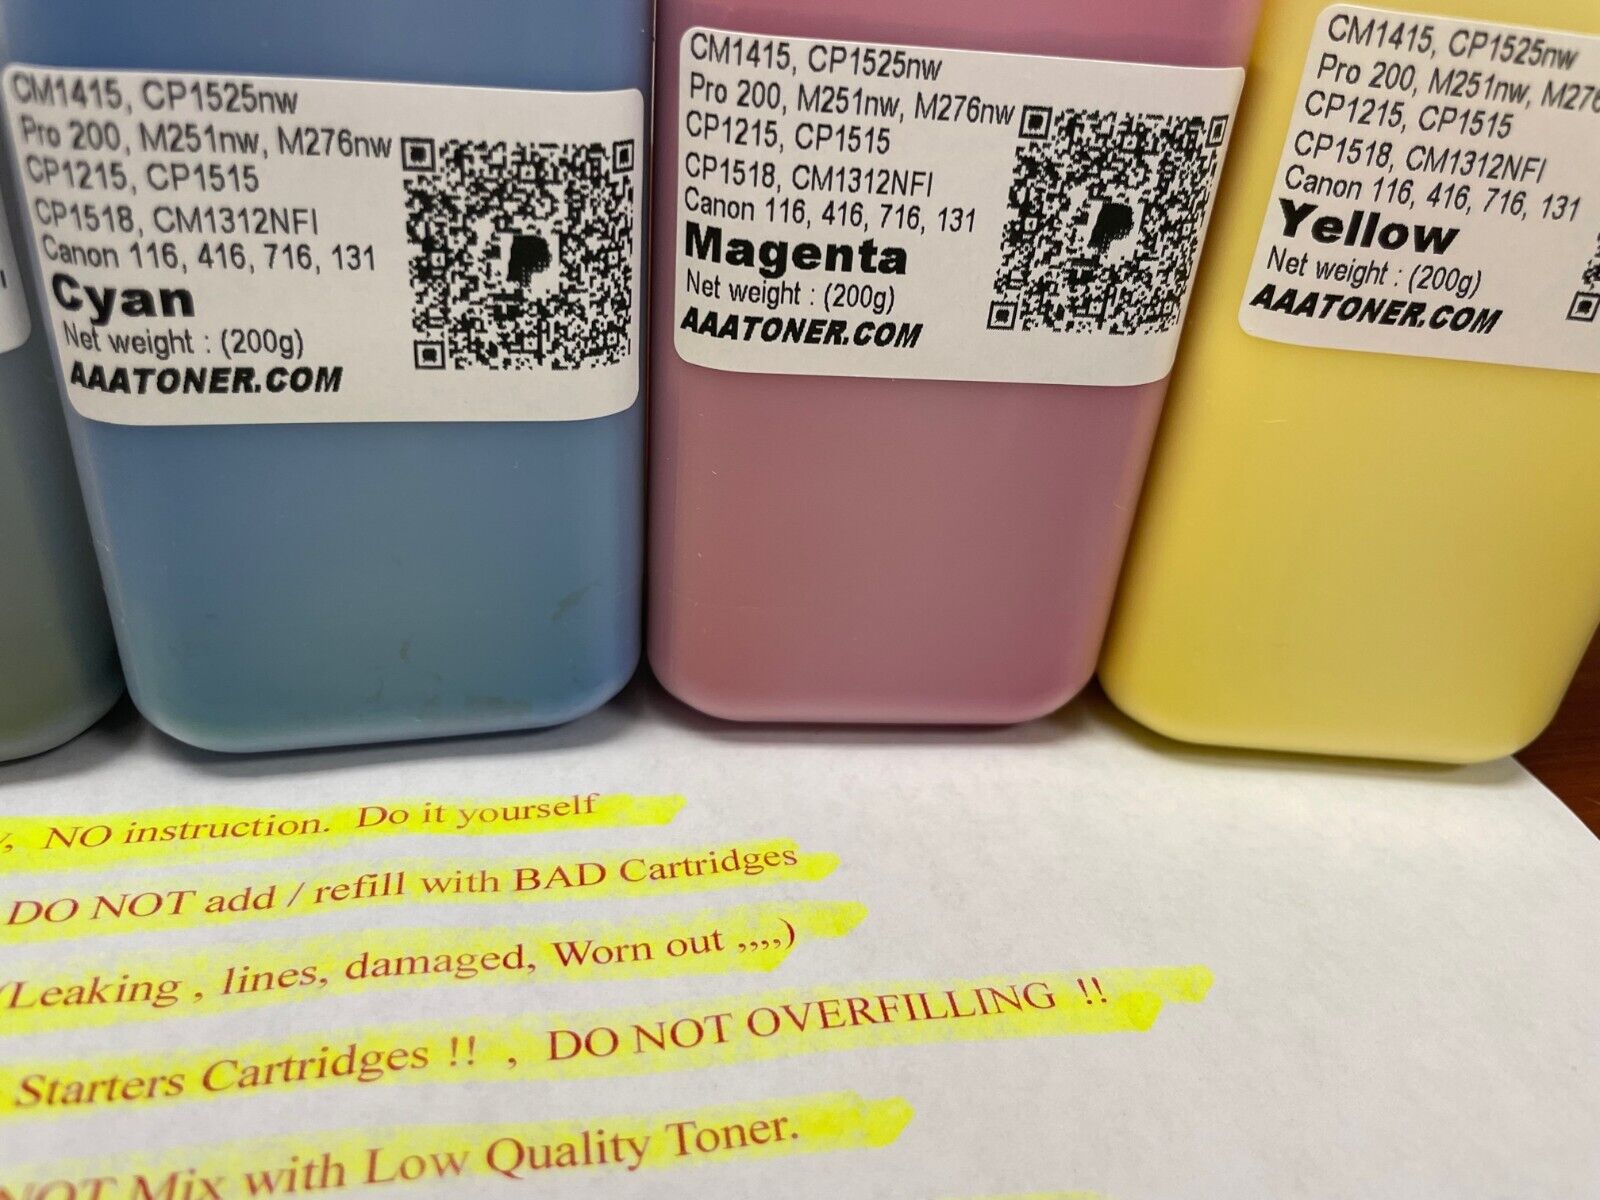 CM1415, CP1525nw
Pro 200, M251nw, M276nw
CP1215, CP1515
CP1518, CM1312NFI
Canon 116, 416, 716, 131
Cyan
Net weight : (200g)
AAATONER.COM
CM1415, CP1525nw
Pro 200, M251nw, M276nw
CP1215, CP1515
CP1518, CM1312NFI
Canon 116, 416, 716, 131
Magenta
Net weight : (200g)
AAATONER.COM
CM1415, CP1525nw
Pro 200, M251nw, M276
CP1215, CP1515
CP1518, CM1312NFI
Canon 116, 416, 716, 131
Yellow
Net weight : (200g)
AAATONER.COM
, NO instruction. Do it yourself
DO NOT add / refill with BAD Cartridges
(Leaking , lines, damaged, Worn out ,,,,)
Starters Cartridges !! , DO NOT OVERFILLING !!
NOT Mix with Low Quality Toner.